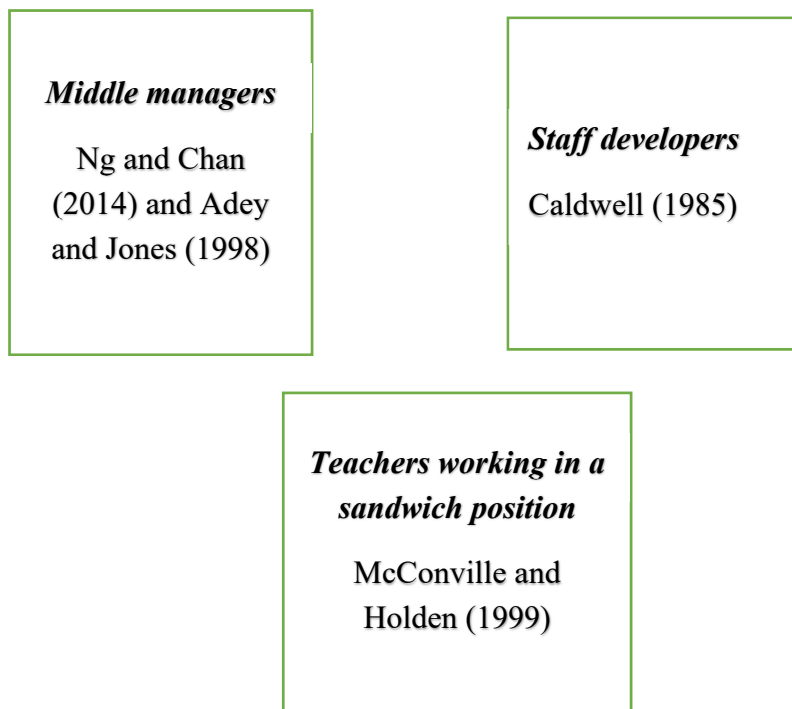 Middle managers
Ng and Chan
(2014) and Adey
and Jones (1998)
Staff developers
Caldwell (1985)
Teachers working in a
sandwich position
McConville and
Holden (1999)